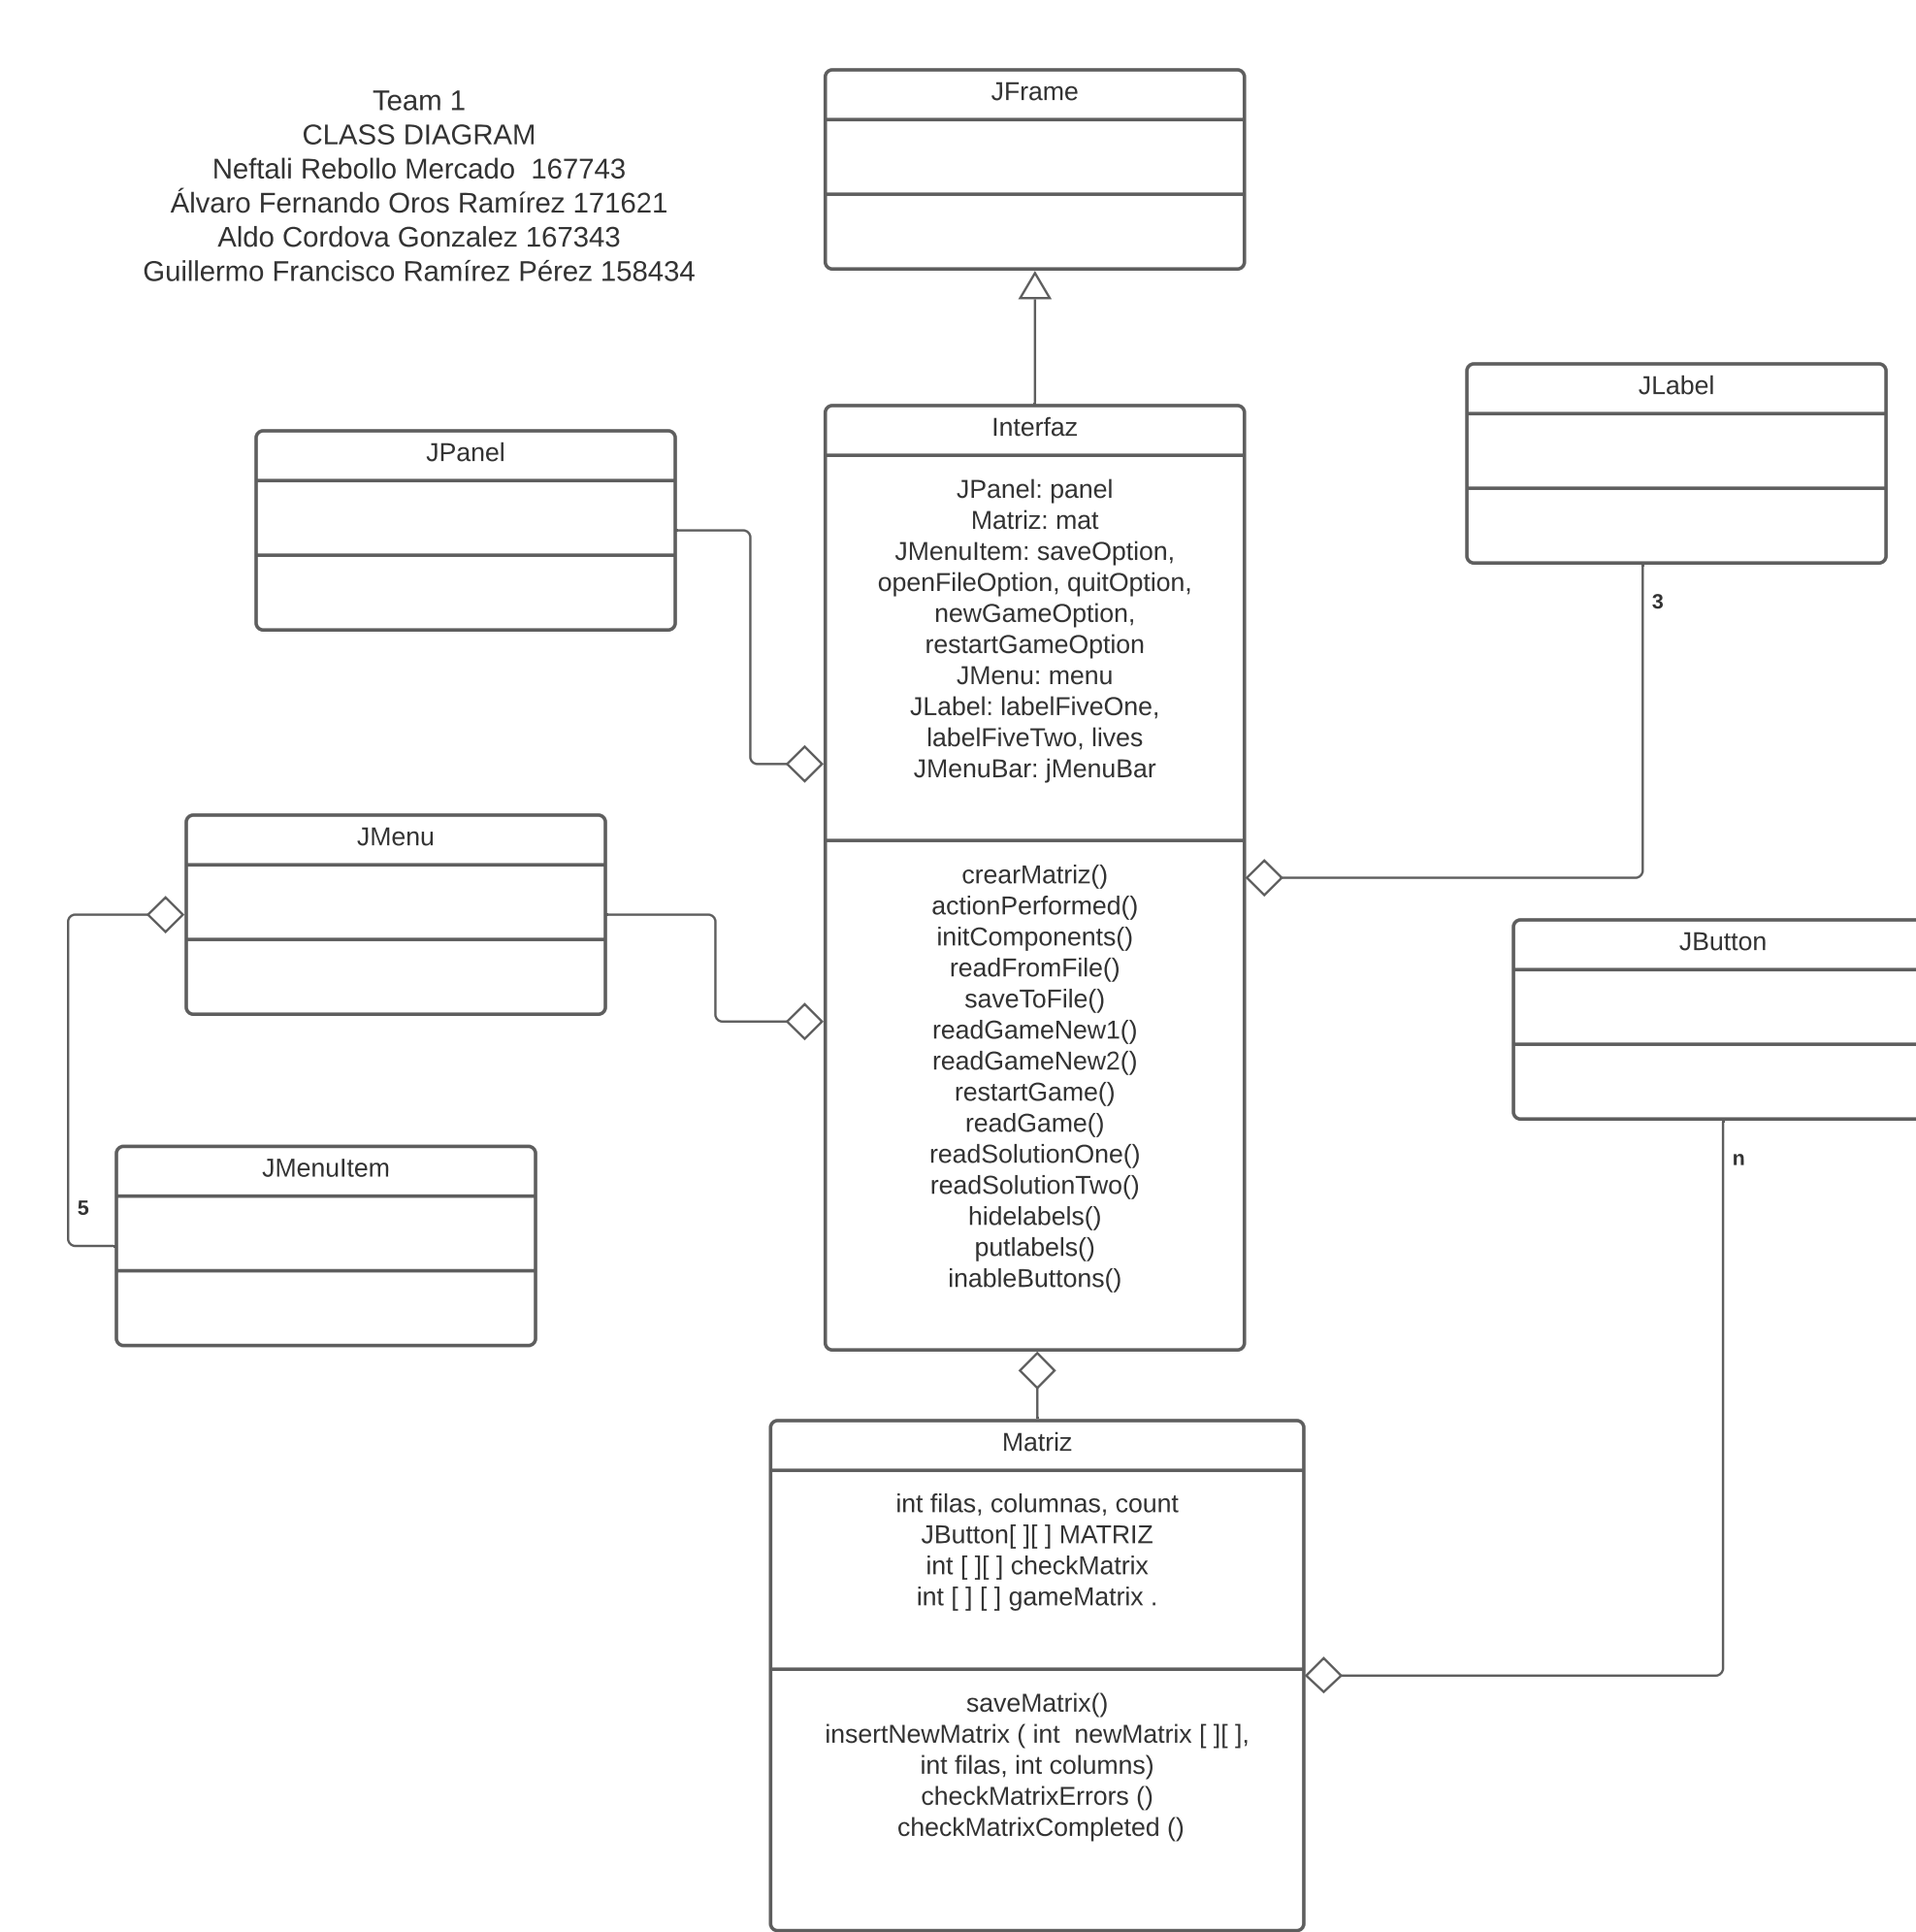 Team 1
CLASS DIAGRAM
Neftali Rebollo Mercado  167743
Álvaro Fernando Oros Ramírez 171621
Aldo Cordova Gonzalez 167343
Guillermo Francisco Ramírez Pérez 158434
JFrame
JLabel
3
JPanel
Interfaz
JPanel: panel
Matriz: mat
JMenuItem: saveOption,
openFileOption, quitOption,
newGameOption,
restartGameOption
JMenu: menu
JLabel: labelFiveOne,
labelFiveTwo, lives
JMenuBar: jMenuBar
crearMatriz()
actionPerformed()
initComponents()
readFromFile()
saveToFile()
readGameNew1()
readGameNew2()
restartGame()
readGame()
readSolutionOne()
readSolutionTwo()
hidelabels()
putlabels()
inableButtons()
JMenu
JButton
n
JMenuItem
5
Matriz
int filas, columnas, count
JButton[ ][ ] MATRIZ
int [ ][ ] checkMatrix
int [ ] [ ] gameMatrix .
saveMatrix()
insertNewMatrix ( int  newMatrix [ ][ ],
int filas, int columns)
checkMatrixErrors ()
checkMatrixCompleted ()